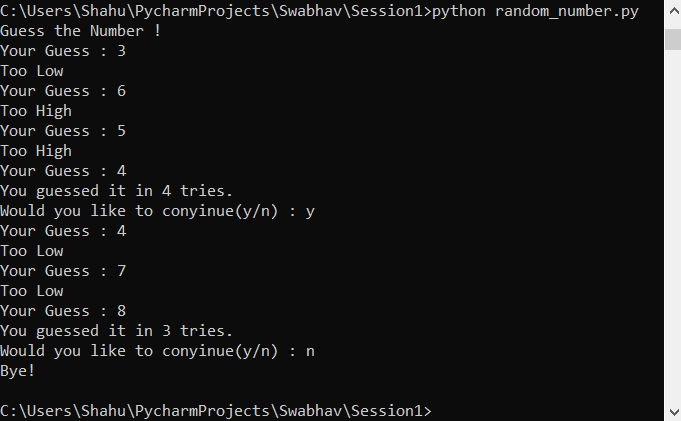 C:\Users\Shahu\PycharmProjects\Swabhav\Session1>python random_number.py
Guess the Number !
Your Guess : 3
Too Low
Your Guess : 6
Too High
Your Guess : 5
Too High
Your Guess : 4
You guessed it in 4 tries.
Would you like to conyinue(y/n) : y
Your Guess : 4
Too Low
Your Guess : 7
Too Low
Your Guess : 8
You guessed it in 3 tries.
Would you like to conyinue(y/n) : n
Bye!
C:\Users\Shahu\PycharmProjects\Swabhav\Session1>